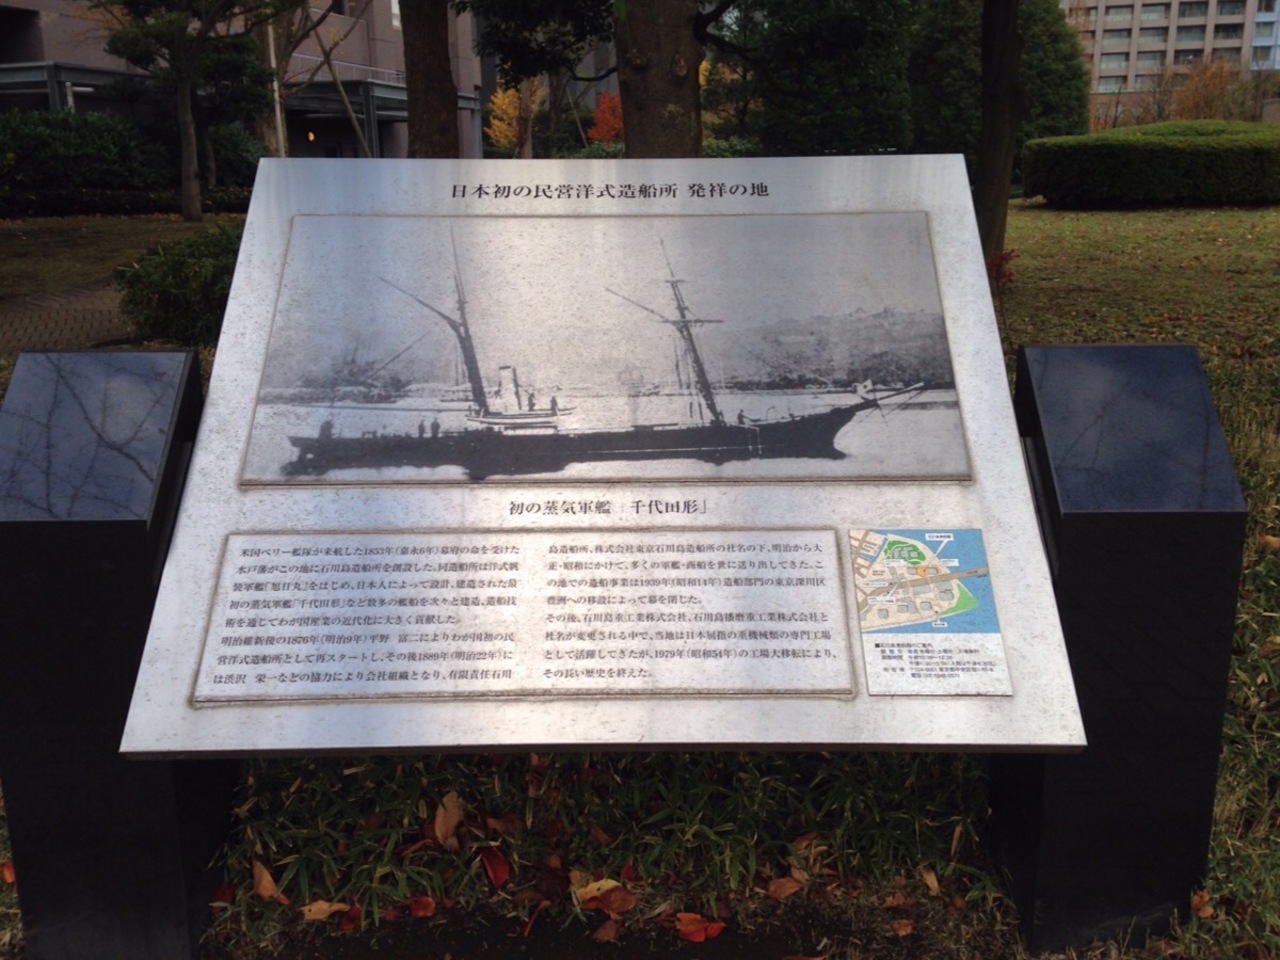 日本初の民営洋式造船所 発祥の地
初の蒸気軍艦「千代田形」
米国ペリー艦隊が来航した1853年(嘉永6年)幕府の命を受けた
水戸藩がこの地に石川島造船所を創設した。同造船所は洋式帆
装軍艦「旭日丸」をはじめ、日本人によって設計、建造された最
初の蒸気軍艦「千代田形」など数多の艦船を次々と建造、造船技
術を通じてわが国産業の近代化に大きく貢献した。
明治維新後の1876年(明治9年)平野 富二によりわが国初の民
営洋式造船所として再スタートし、その後1889年(明治22年)に
は渋沢 栄一などの協力により会社組織となり、有限責任石川
島造船所、株式会社東京石川島造船所の社名の下、明治から大
正・昭和にかけて、多くの軍艦・商船を世に送り出してきた。こ
の地での造船事業は1939年(昭和14年)造船部門の東京深川区
豊洲への移設によって幕を閉じた。
その後、石川島重工業株式会社、石川島播磨重工業株式会社と
社名が変更される中で、当地は日本屈指の重機械類の専門工場
として活躍してきたが、1979年(昭和54年)の工場大移転により、
その長い歴史を終えた。